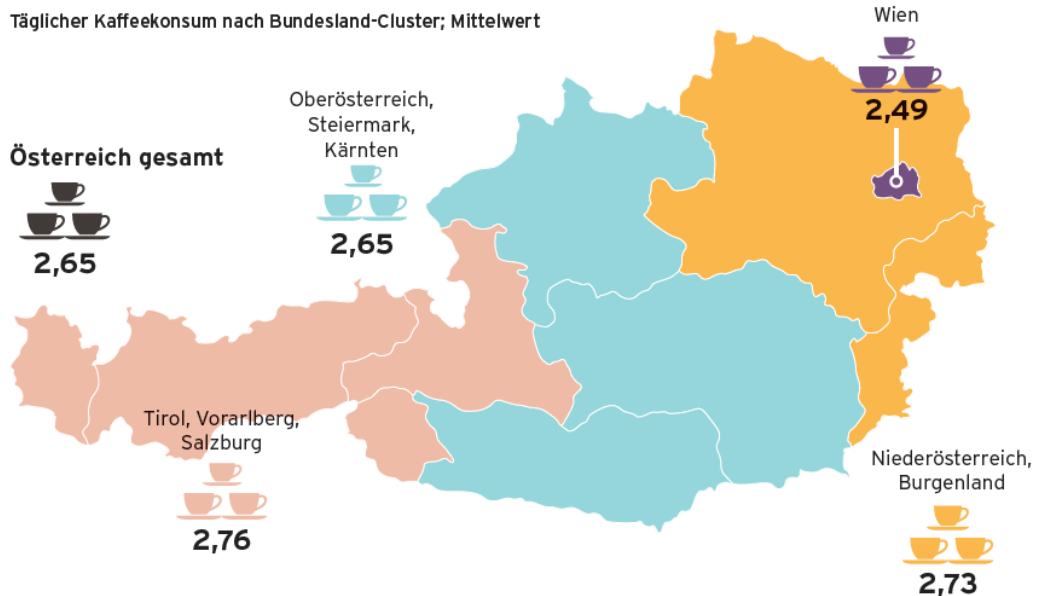 Täglicher Kaffeekonsum nach Bundesland-Cluster; Mittelwert
Wien
2,49
Oberösterreich,
Steiermark,
Kärnten
2,65
Österreich gesamt
2,65
Tirol, Vorarlberg,
Salzburg
2,76
Niederösterreich,
Burgenland
2,73